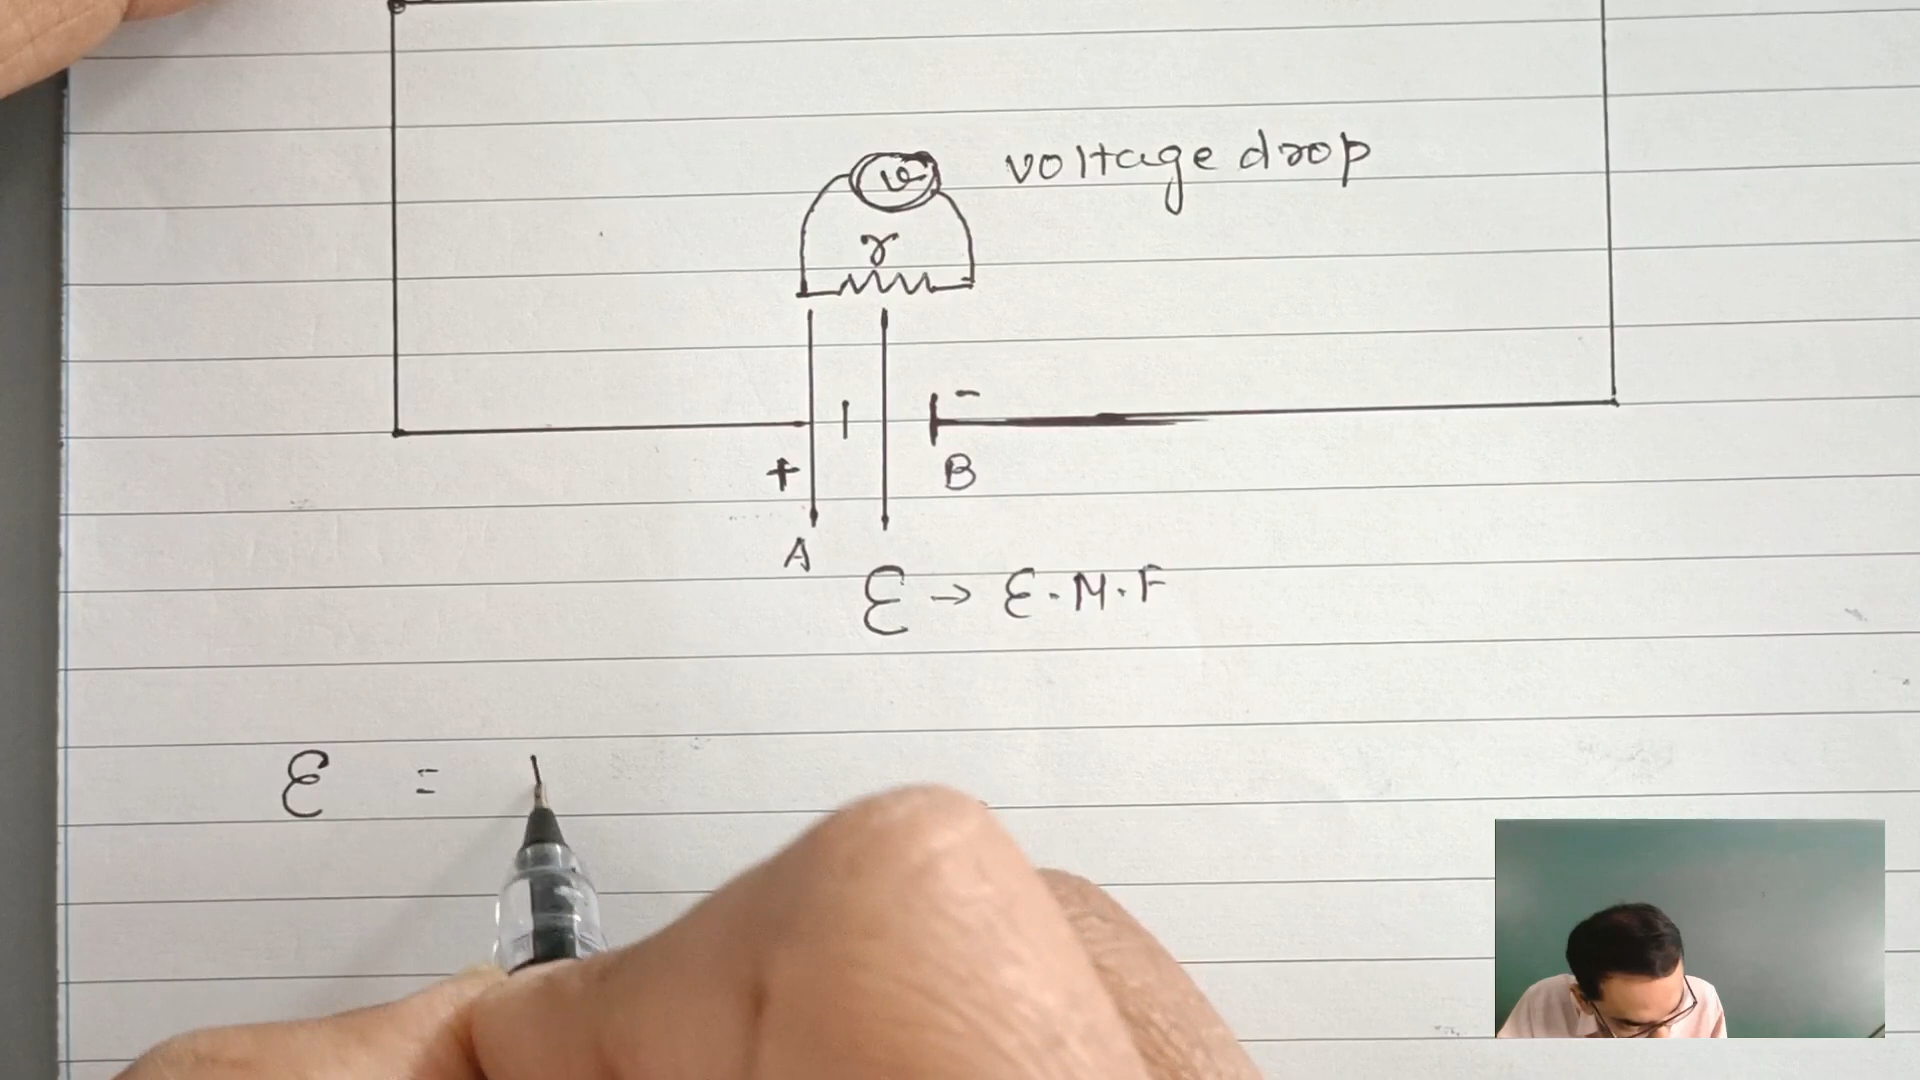 v voltage drop
r
-
+ B
A
ℰ → ℰ.M.F
ℰ =